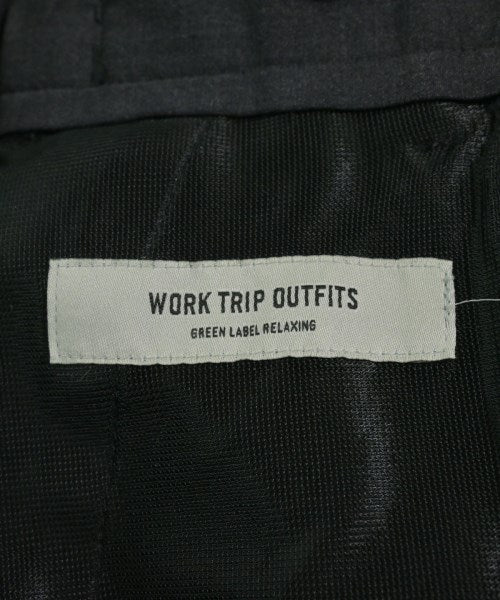 WORK TRIP OUTFITS
GREEN LABEL RELAXING